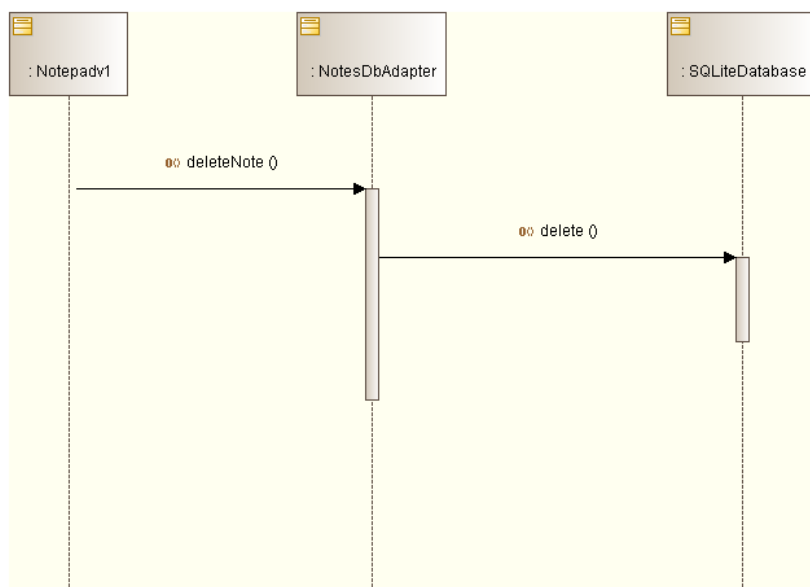 : Notepadv1
: NotesDbAdapter
: SQLiteDatabase
deleteNote ()
delete ()